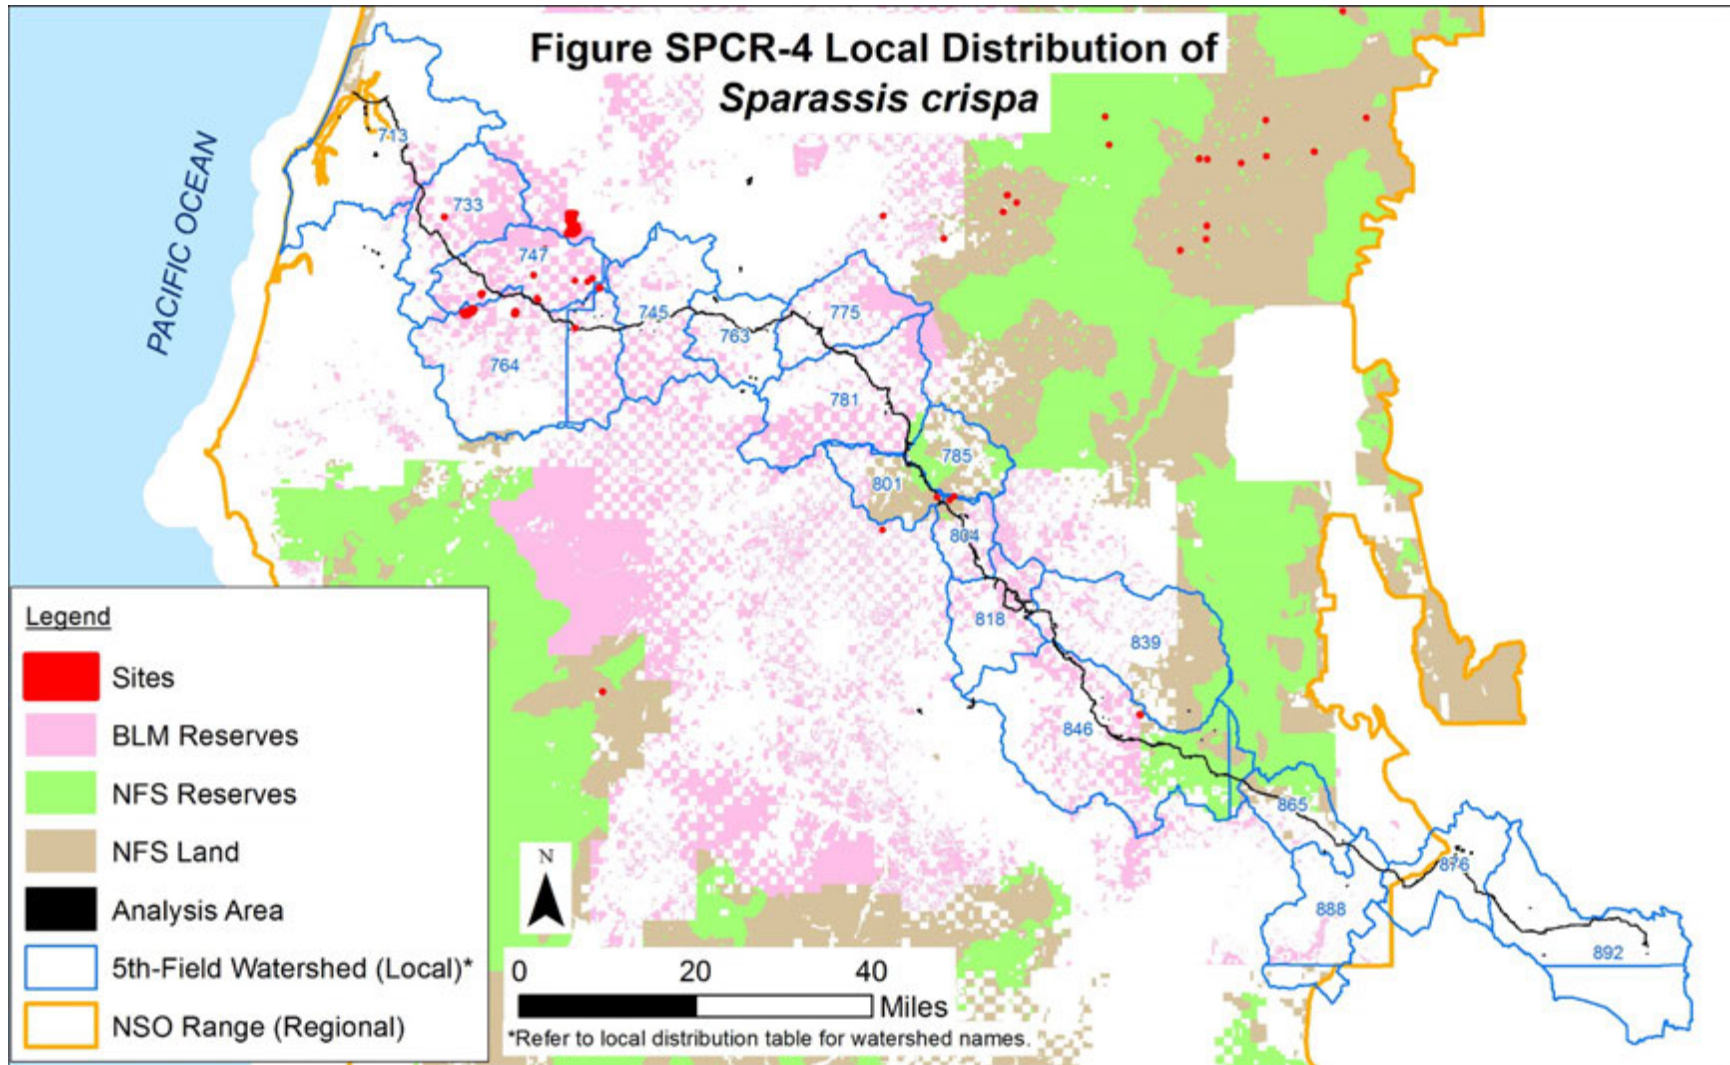 Figure SPCR-4 Local Distribution of
Sparassis crispa
PACIFIC OCEAN
713
733
747
745
763
775
764
781
785
801
804
818
839
846
865
876
888
892
Legend
Sites
BLM Reserves
NFS Reserves
NFS Land
Analysis Area
5th-Field Watershed (Local)*
NSO Range (Regional)
N
0 20 40
Miles
*Refer to local distribution table for watershed names.